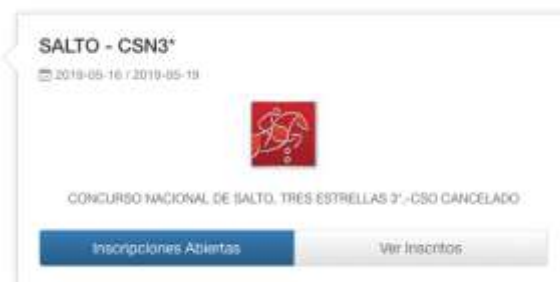 SALTO - CSN3*
2019-05-16 / 2019-05-19
CONCURSO NACIONAL DE SALTO, TRES ESTRELLAS 3*.-CSO CANCELADO
Inscripciones Abiertas
Ver Inscritos